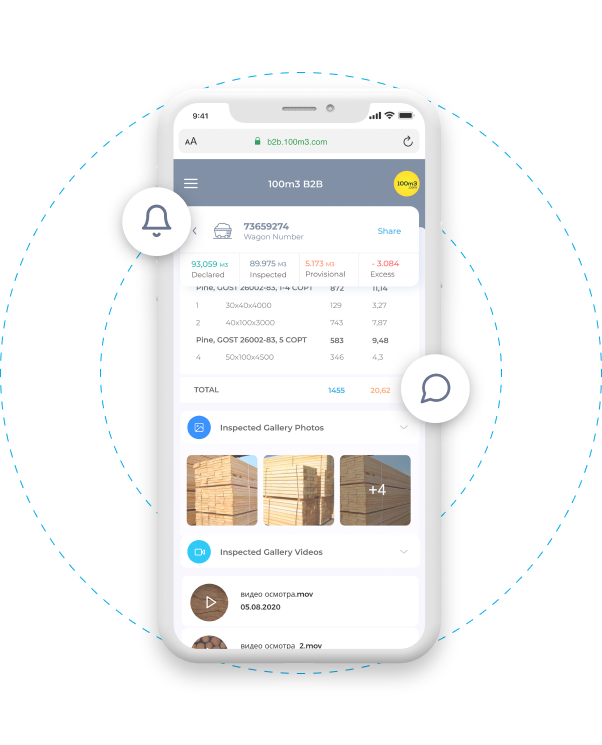 9:41
AA b2b.100m3.com
100m3 B2B
100m3
.com
73659274
Wagon Number
Share
93,059 м3 89.975 м3 5.173 м3 - 3.084
Declared Inspected Provisional Excess
Pine, GOST 26002-83, 1-4 СОРТ 872 11,14
1 30x40x4000 129 3,27
2 40x100x3000 743 7,87
Pine, GOST 26002-83, 5 СОРТ 583 9,48
4 50x100x4500 346 4,3
TOTAL 1455 20,62
Inspected Gallery Photos
+4
Inspected Gallery Videos
видео осмотра.mov
05.08.2020
видео осмотра_2.mov